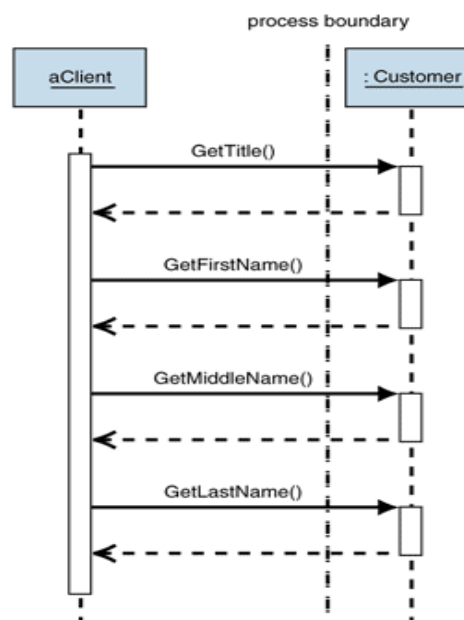 process boundary
aClient
: Customer
GetTitle()
GetFirstName()
GetMiddleName()
GetLastName()